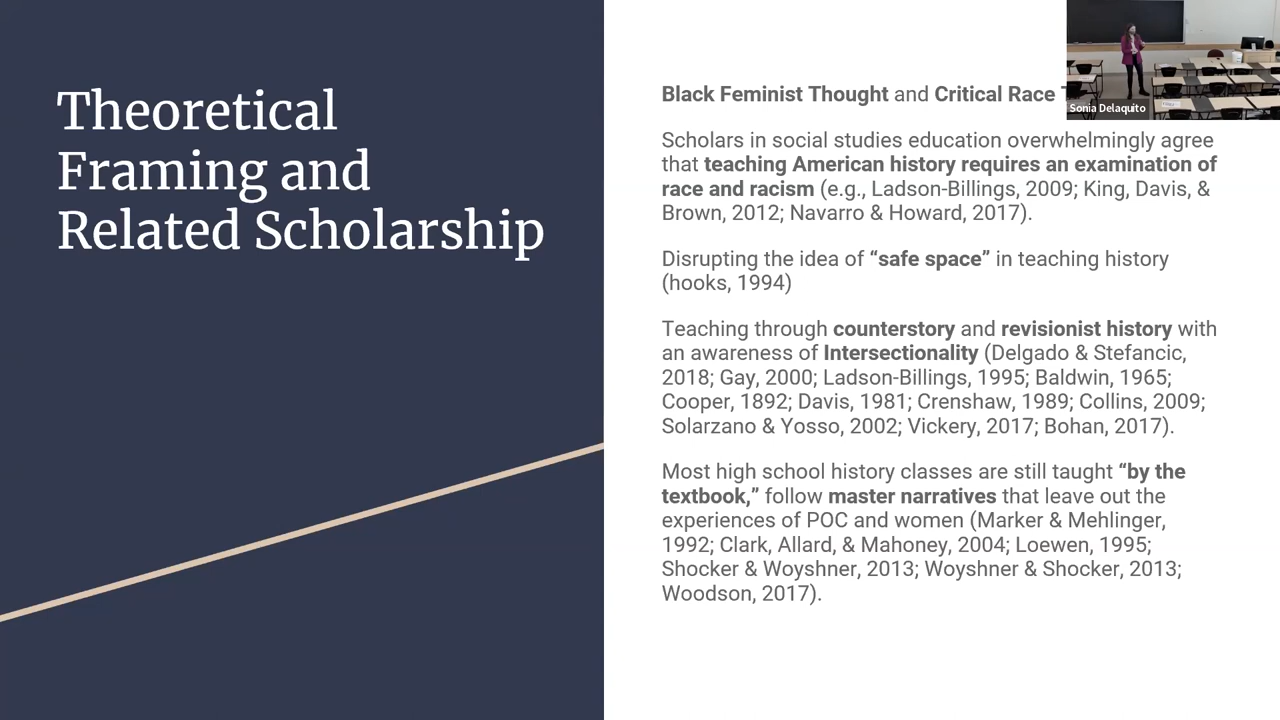 Theoretical
Framing and
Related Scholarship
Black Feminist Thought and Critical Race
Sonia Delaquito
Scholars in social studies education overwhelmingly agree
that teaching American history requires an examination of
race and racism (e.g., Ladson-Billings, 2009; King, Davis, &
Brown, 2012; Navarro & Howard, 2017).
Disrupting the idea of “safe space” in teaching history
(hooks, 1994)
Teaching through counterstory and revisionist history with
an awareness of Intersectionality (Delgado & Stefancic,
2018; Gay, 2000; Ladson-Billings, 1995; Baldwin, 1965;
Cooper, 1892; Davis, 1981; Crenshaw, 1989; Collins, 2009;
Solarzano & Yosso, 2002; Vickery, 2017; Bohan, 2017).
Most high school history classes are still taught “by the
textbook,” follow master narratives that leave out the
experiences of POC and women (Marker & Mehlinger,
1992; Clark, Allard, & Mahoney, 2004; Loewen, 1995;
Shocker & Woyshner, 2013; Woyshner & Shocker, 2013;
Woodson, 2017).